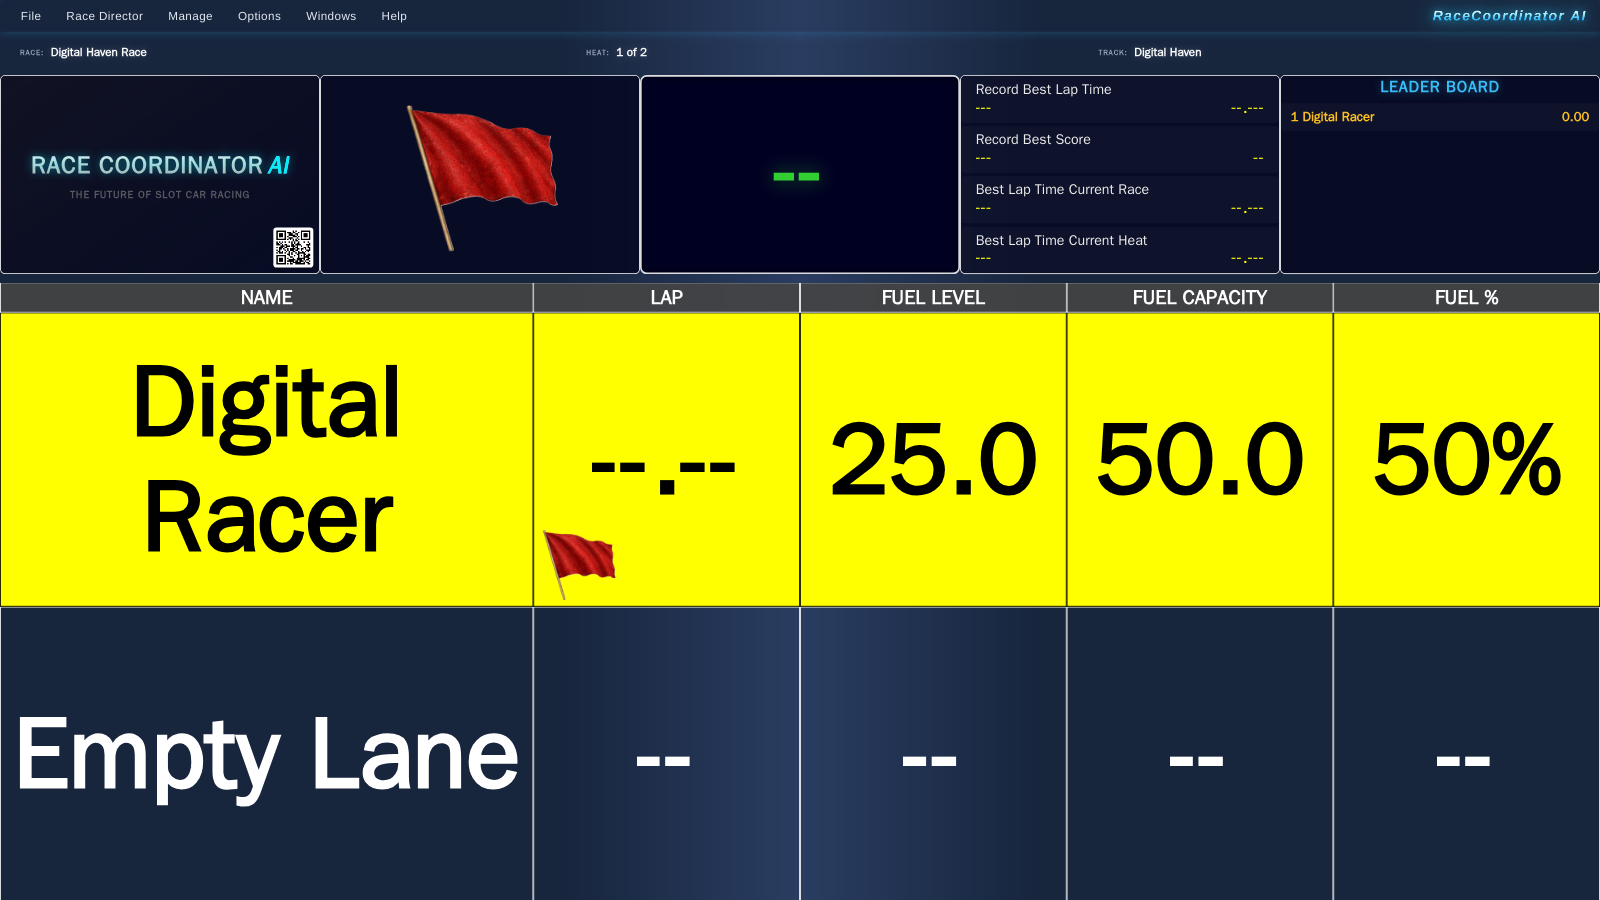 File Race Director Manage Options Windows Help RaceCoordinator AI
RACE: Digital Haven Race HEAT: 1 of 2 TRACK: Digital Haven
RACE COORDINATOR AI
THE FUTURE OF SLOT CAR RACING
--
Record Best Lap Time
--- --.---
Record Best Score
--- --
Best Lap Time Current Race
--- --.---
Best Lap Time Current Heat
--- --.---
LEADER BOARD
1 Digital Racer 0.00
NAME LAP FUEL LEVEL FUEL CAPACITY FUEL %
Digital
Racer
--.-- 25.0 50.0 50%
Empty Lane -- -- -- --